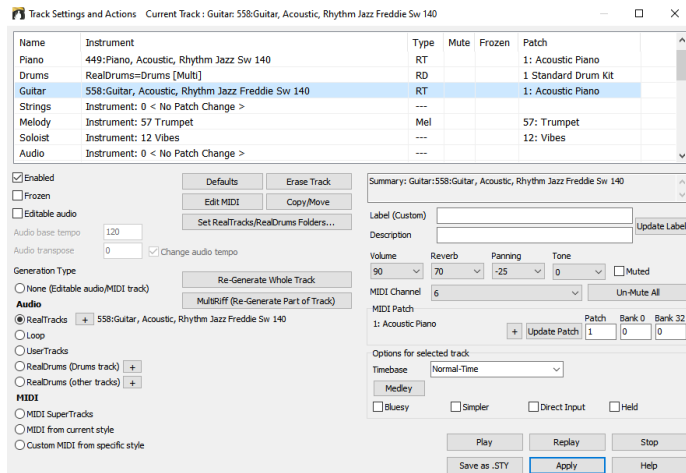 Track Settings and Actions Current Track : Guitar: 558:Guitar, Acoustic, Rhythm Jazz Freddie Sw 140
Name Instrument Type Mute Frozen Patch
Piano 449:Piano, Acoustic, Rhythm Jazz Sw 140 RT 1: Acoustic Piano
Drums RealDrums=Drums [Multi] RD 1 Standard Drum Kit
Guitar 558:Guitar, Acoustic, Rhythm Jazz Freddie Sw 140 RT 1: Acoustic Piano
Strings Instrument: 0 < No Patch Change > ---
Melody Instrument: 57 Trumpet Mel 57: Trumpet
Soloist Instrument: 12 Vibes --- 12: Vibes
Audio Instrument: 0 < No Patch Change > ---
Enabled
Frozen
Editable audio
Audio base tempo 120
Audio transpose 0 Change audio tempo
Defaults Erase Track
Edit MIDI Copy/Move
Set RealTracks/RealDrums Folders...
Generation Type
None (Editable audio/MIDI track)
Re-Generate Whole Track
MultiRiff (Re-Generate Part of Track)
Audio
RealTracks + 558:Guitar, Acoustic, Rhythm Jazz Freddie Sw 140
Loop
UserTracks
RealDrums (Drums track) +
RealDrums (other tracks) +
MIDI
MIDI SuperTracks
MIDI from current style
Custom MIDI from specific style
Summary: Guitar:558:Guitar, Acoustic, Rhythm Jazz Freddie Sw 140
Label (Custom)
Description
Update Label
Volume Reverb Panning Tone
90 70 -25 0 Muted
MIDI Channel 6 Un-Mute All
MIDI Patch
1: Acoustic Piano
Patch Bank 0 Bank 32
+ Update Patch 1 0 0
Options for selected track
Timebase Normal-Time
Medley
Bluesy Simpler Direct Input Held
Play Replay Stop
Save as .STY Apply Help